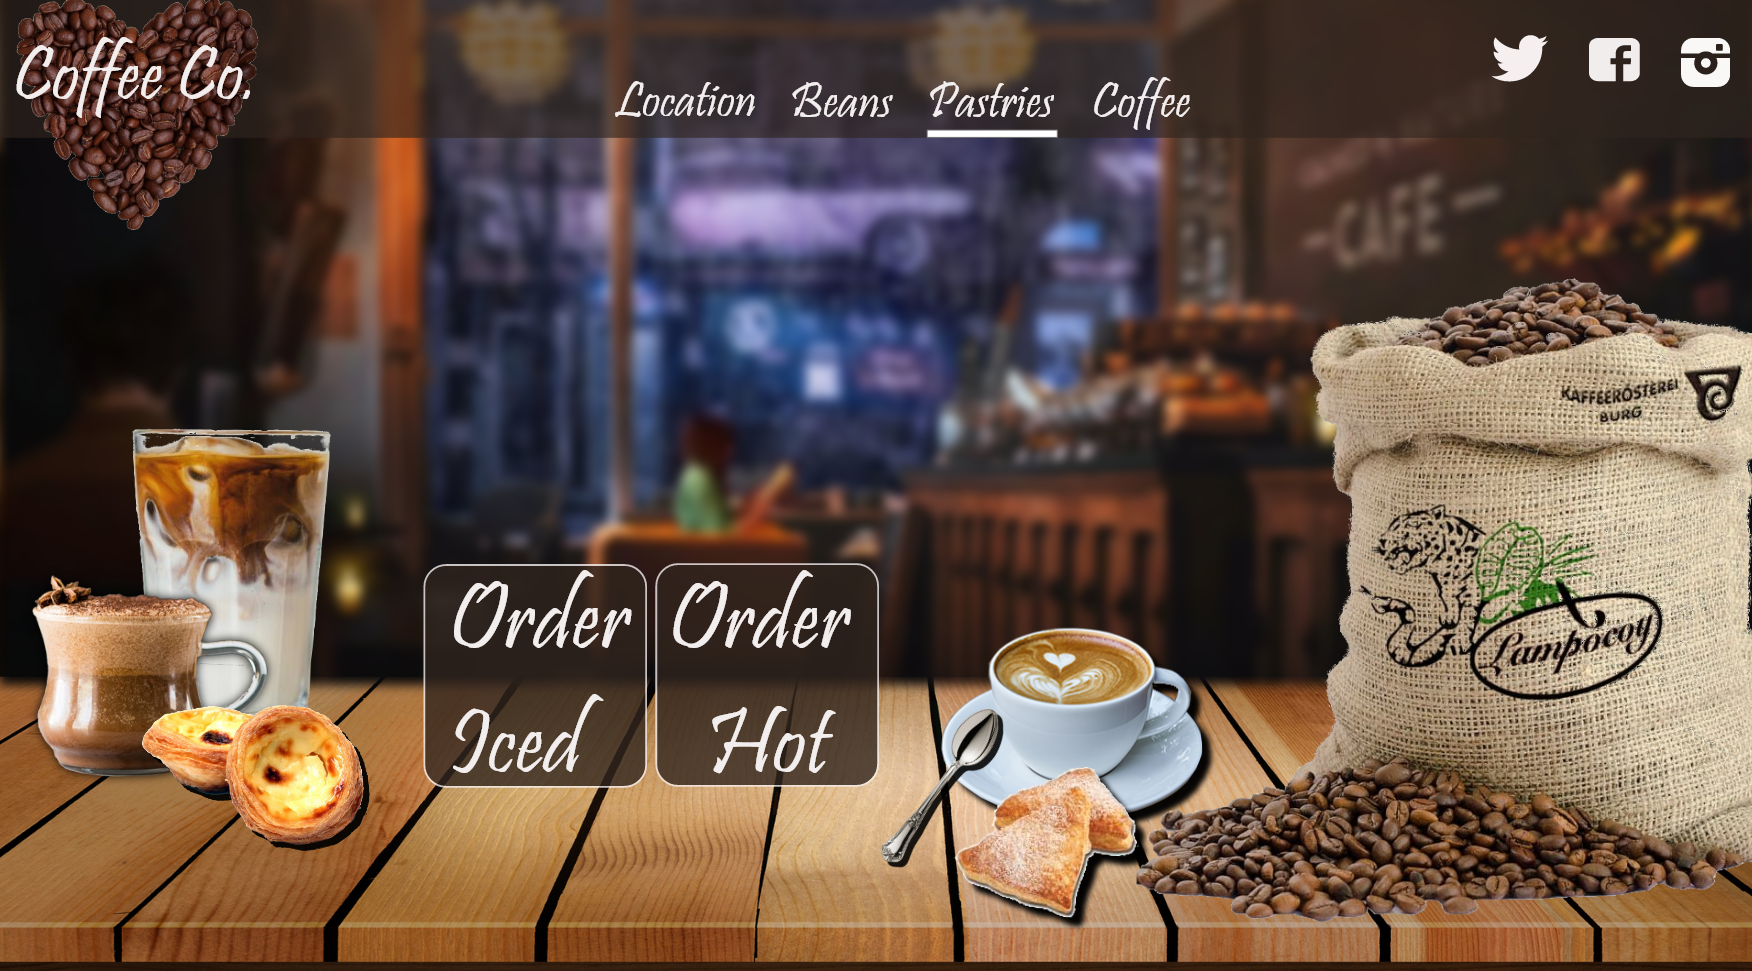 Coffee Co.
Location Beans Pastries Coffee
-CAFE-
KAFFEERÖSTEREI
BURG
Lampocoy
Order
Iced
Order
Hot